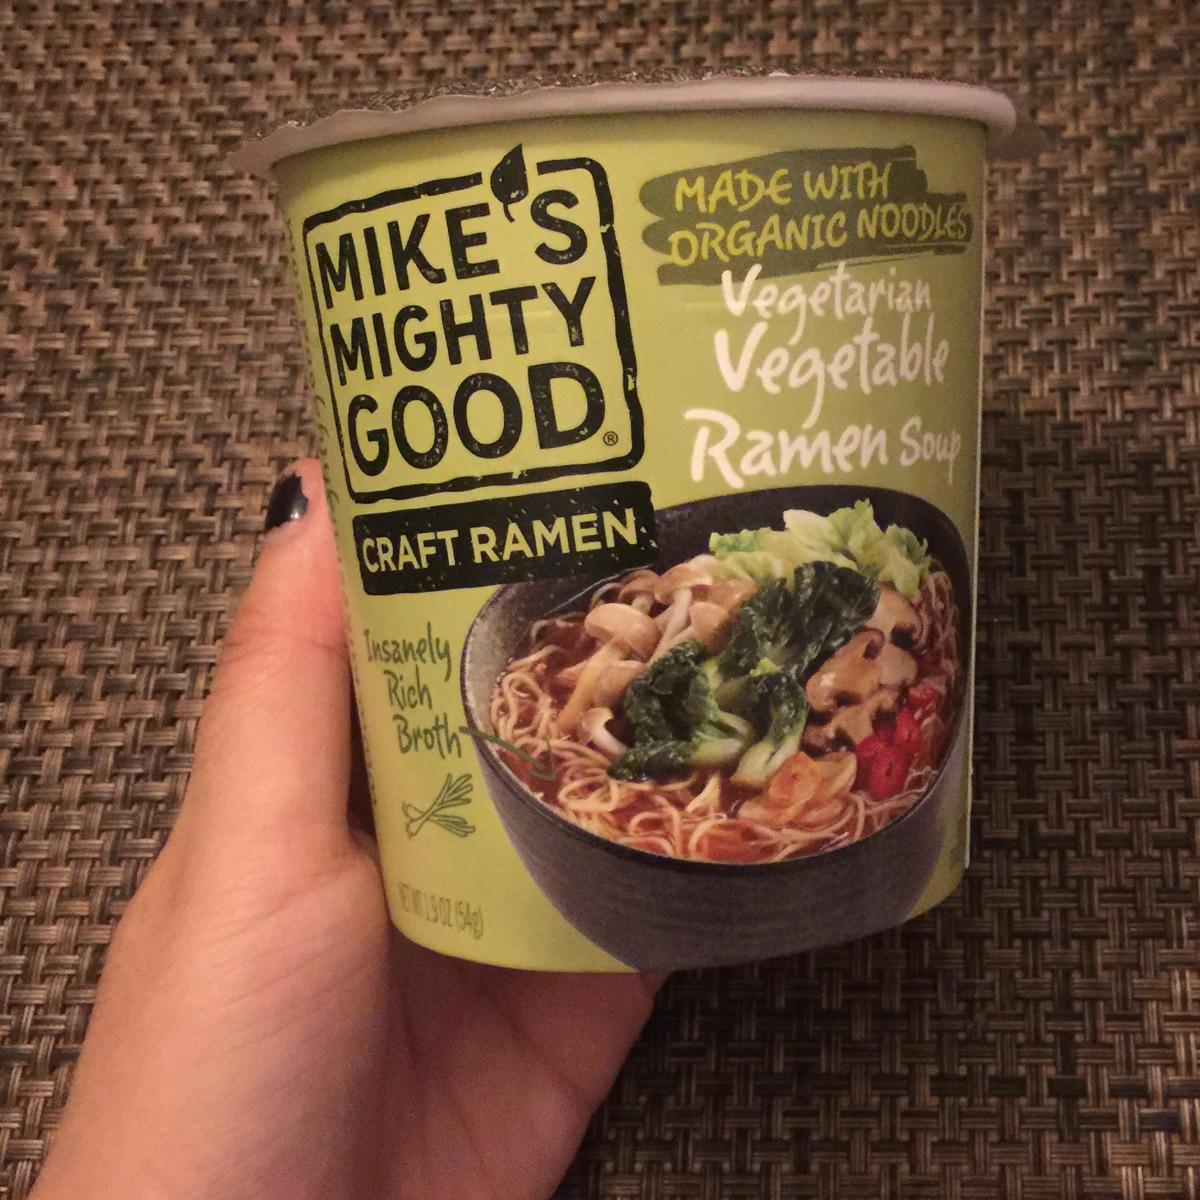 MIKE'S
MIGHTY
GOOD®
CRAFT RAMEN
MADE WITH
ORGANIC NOODLES
Vegetarian
Vegetable
Ramen Soup
Insanely
Rich
Broth
NET WT 1.9 OZ (54g)